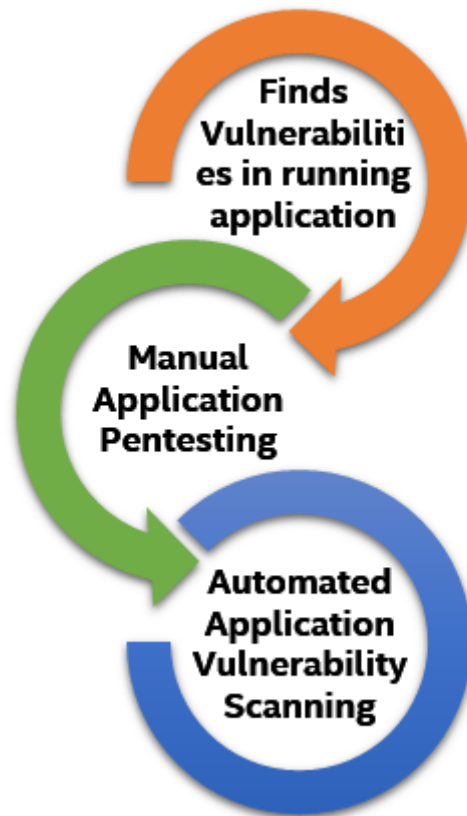 Finds
Vulnerabiliti
es in running
application
Manual
Application
Pentesting
Automated
Application
Vulnerability
Scanning